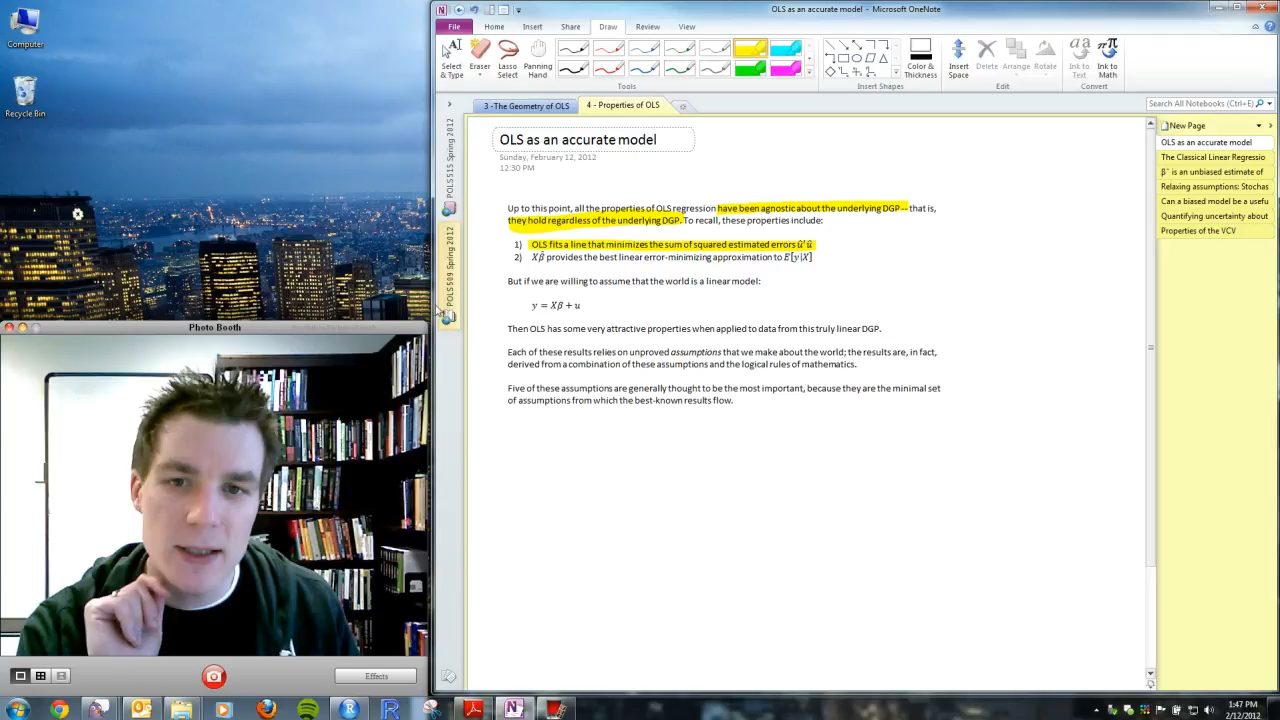 OLS as an accurate model - Microsoft OneNote
Computer
Recycle Bin
File Home Insert Share Draw Review View
Select & Type
Eraser
Lasso Select
Panning Hand
Color & Thickness
Insert Space
Delete
Arrange
Rotate
Ink to Text
Ink to Math
Tools
Insert Shapes
Edit
Convert
3 -The Geometry of OLS
4 - Properties of OLS
Search All Notebooks (Ctrl+E)
POLS 515 Spring 2012
POLS 509 Spring 2012
OLS as an accurate model
Sunday, February 12, 2012
12:30 PM
Up to this point, all the properties of OLS regression have been agnostic about the underlying DGP -- that is,
they hold regardless of the underlying DGP. To recall, these properties include:
1) OLS fits a line that minimizes the sum of squared estimated errors û′û
2) Xβ̂ provides the best linear error-minimizing approximation to E[y|X]
But if we are willing to assume that the world is a linear model:
y = Xβ + u
Then OLS has some very attractive properties when applied to data from this truly linear DGP.
Each of these results relies on unproved assumptions that we make about the world; the results are, in fact,
derived from a combination of these assumptions and the logical rules of mathematics.
Five of these assumptions are generally thought to be the most important, because they are the minimal set
of assumptions from which the best-known results flow.
New Page
OLS as an accurate model
The Classical Linear Regressio
β^ is an unbiased estimate of
Relaxing assumptions: Stochas
Can a biased model be a usefu
Quantifying uncertainty about
Properties of the VCV
Photo Booth
Effects
1:47 PM
2/12/2012